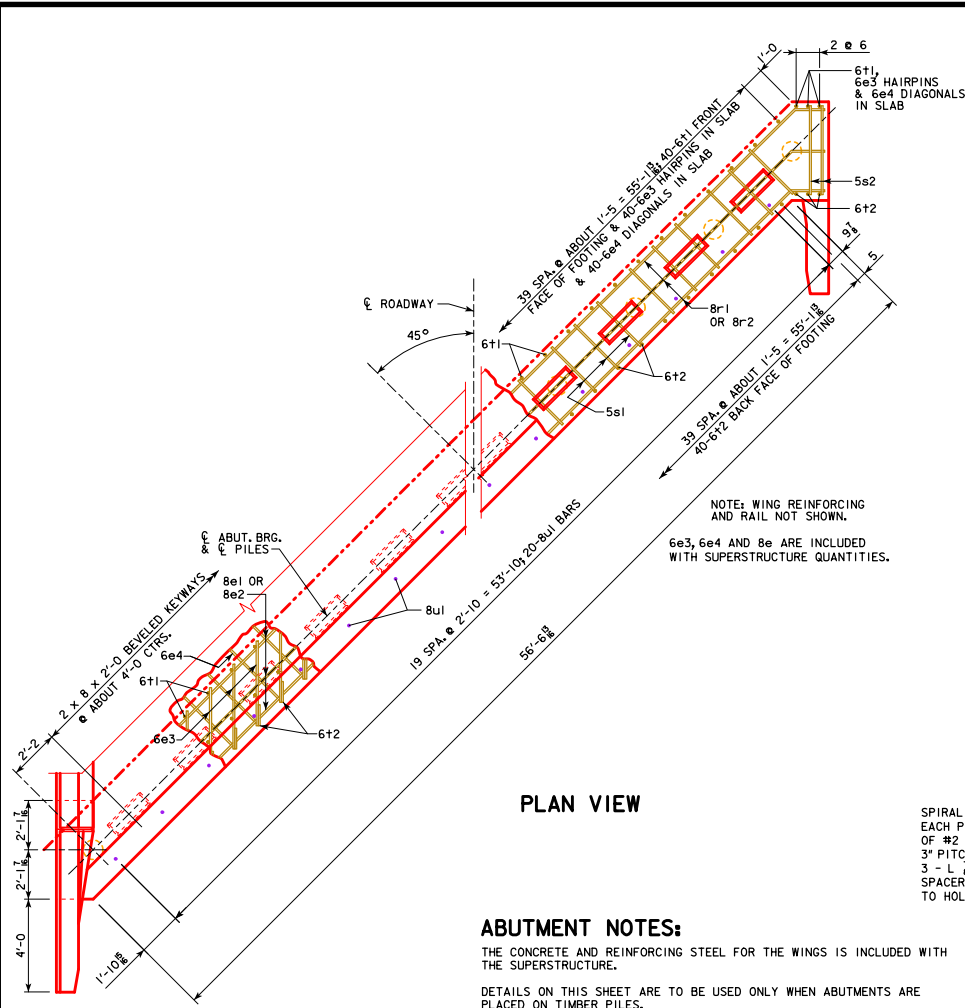 2 @ 6
1'-0
6t1,
6e3 HAIRPINS
& 6e4 DIAGONALS
IN SLAB
39 SPA. @ ABOUT 1'-5 = 55'-1 13/16; 40-6t1 FRONT
FACE OF FOOTING & 40-6e3 HAIRPINS IN SLAB
& 40-6e4 DIAGONALS IN SLAB
5s2
6t2
9 7/8
5
℄ ROADWAY
45°
8r1
OR 8r2
6t1
6t2
5s1
39 SPA. @ ABOUT 1'-5 = 55'-1 13/16
40-6t2 BACK FACE OF FOOTING
NOTE: WING REINFORCING
AND RAIL NOT SHOWN.
6e3, 6e4 AND 8e ARE INCLUDED
WITH SUPERSTRUCTURE QUANTITIES.
℄ ABUT. BRG.
& ℄ PILES
8e1 OR
8e2
8u1
2 x 8 x 2'-0 BEVELED KEYWAYS
@ ABOUT 4'-0 CTRS.
19 SPA. @ 2'-10 = 53'-10; 20-8u1 BARS
56'-6 13/16
6e4
6t1
6e3
6t2
2'-2
2'-1 7/16
2'-1 7/16
4'-0
1'-10 15/16
PLAN VIEW
SPIRAL
EACH P
OF #2
3" PITC
3 - L
SPACER
TO HOL
ABUTMENT NOTES:
THE CONCRETE AND REINFORCING STEEL FOR THE WINGS IS INCLUDED WITH
THE SUPERSTRUCTURE.
DETAILS ON THIS SHEET ARE TO BE USED ONLY WHEN ABUTMENTS ARE
PLACED ON TIMBER PILES.